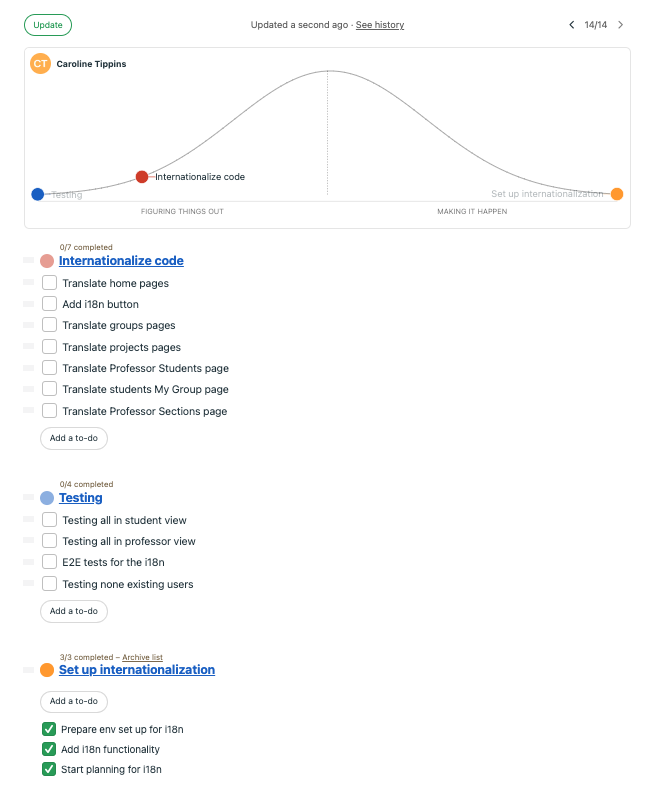 Update
Updated a second ago · See history
14/14
CT Caroline Tippins
Internationalize code
Testing
Set up internationalization
FIGURING THINGS OUT
MAKING IT HAPPEN
0/7 completed
Internationalize code
Translate home pages
Add i18n button
Translate groups pages
Translate projects pages
Translate Professor Students page
Translate students My Group page
Translate Professor Sections page
Add a to-do
0/4 completed
Testing
Testing all in student view
Testing all in professor view
E2E tests for the i18n
Testing none existing users
Add a to-do
3/3 completed – Archive list
Set up internationalization
Add a to-do
Prepare env set up for i18n
Add i18n functionality
Start planning for i18n